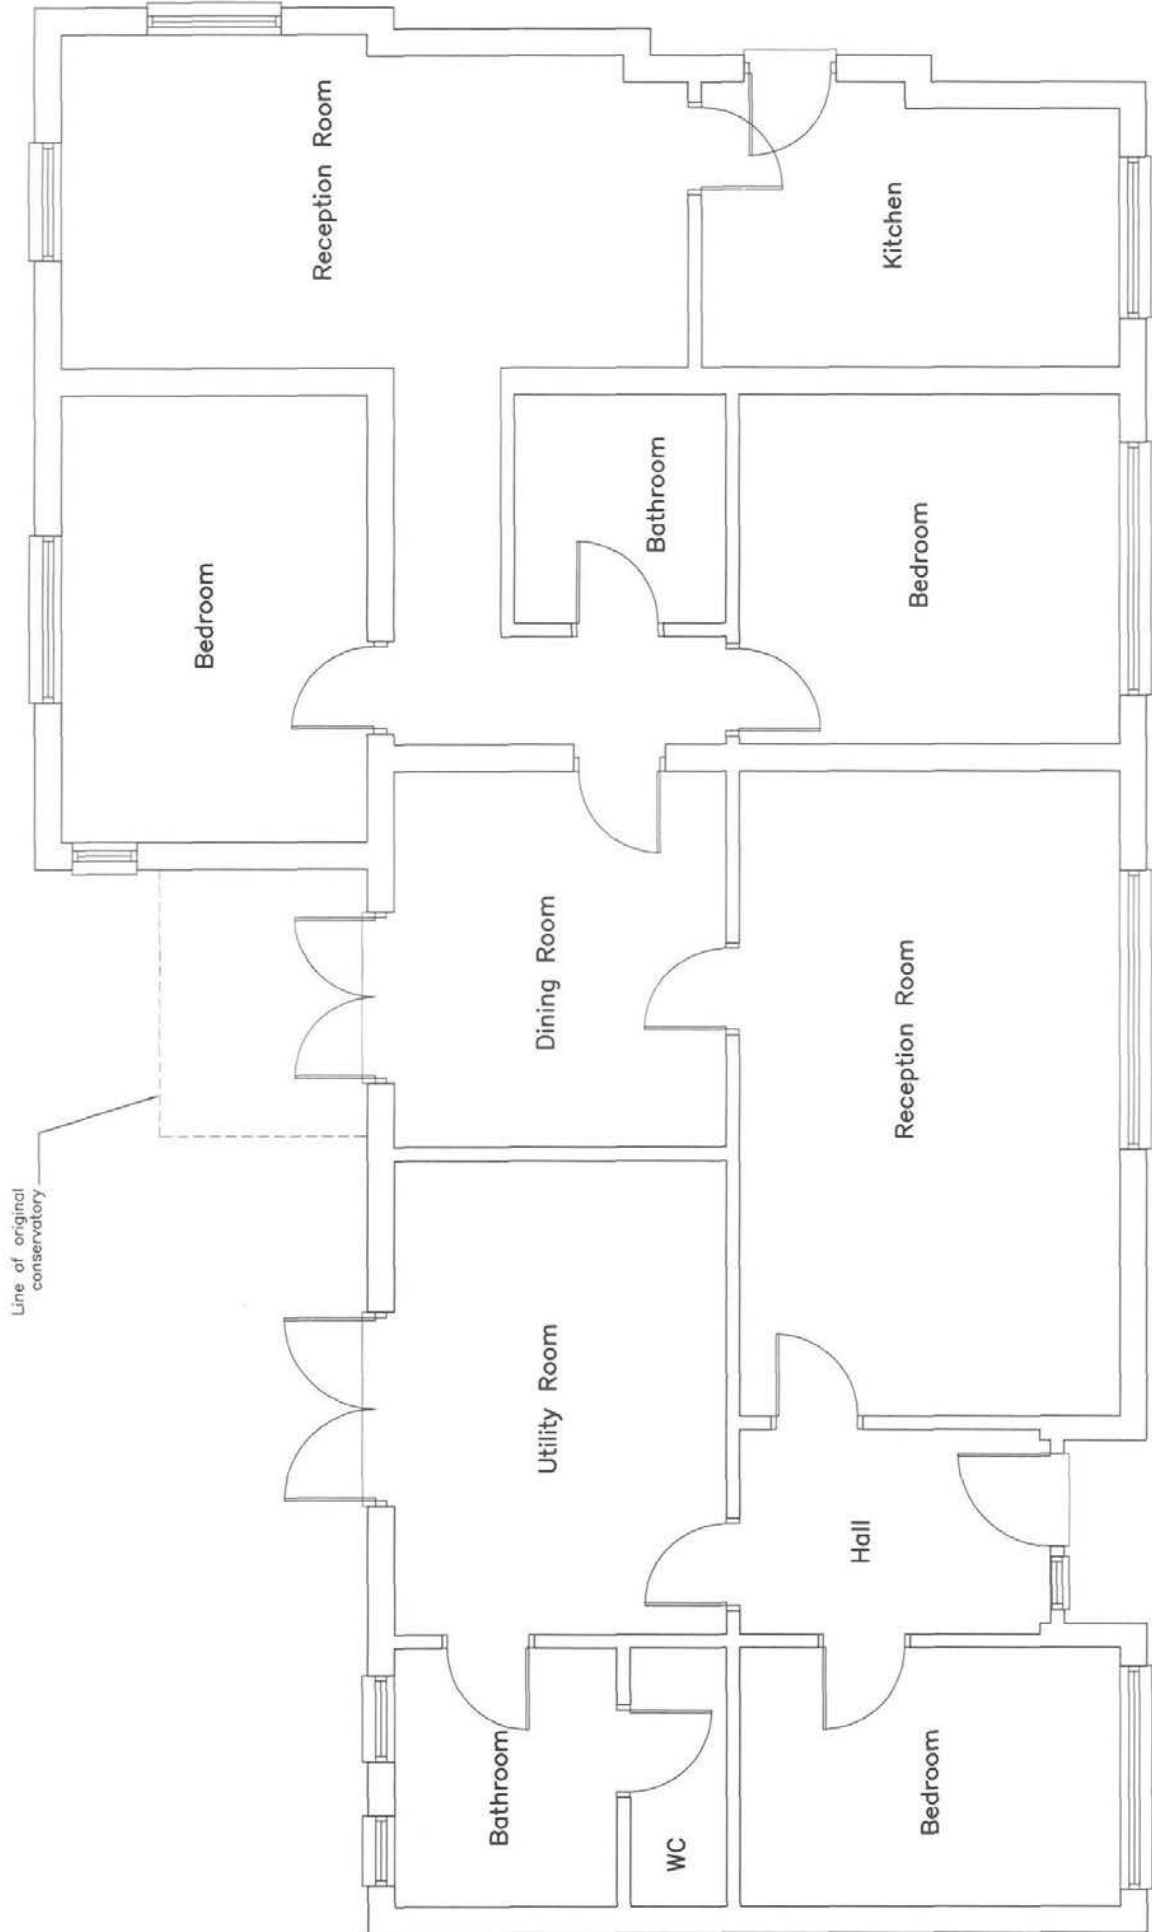 Line of original
conservatory
Bedroom
Reception Room
Bathroom
Utility Room
Dining Room
Bathroom
WC
Hall
Bedroom
Reception Room
Bedroom
Kitchen